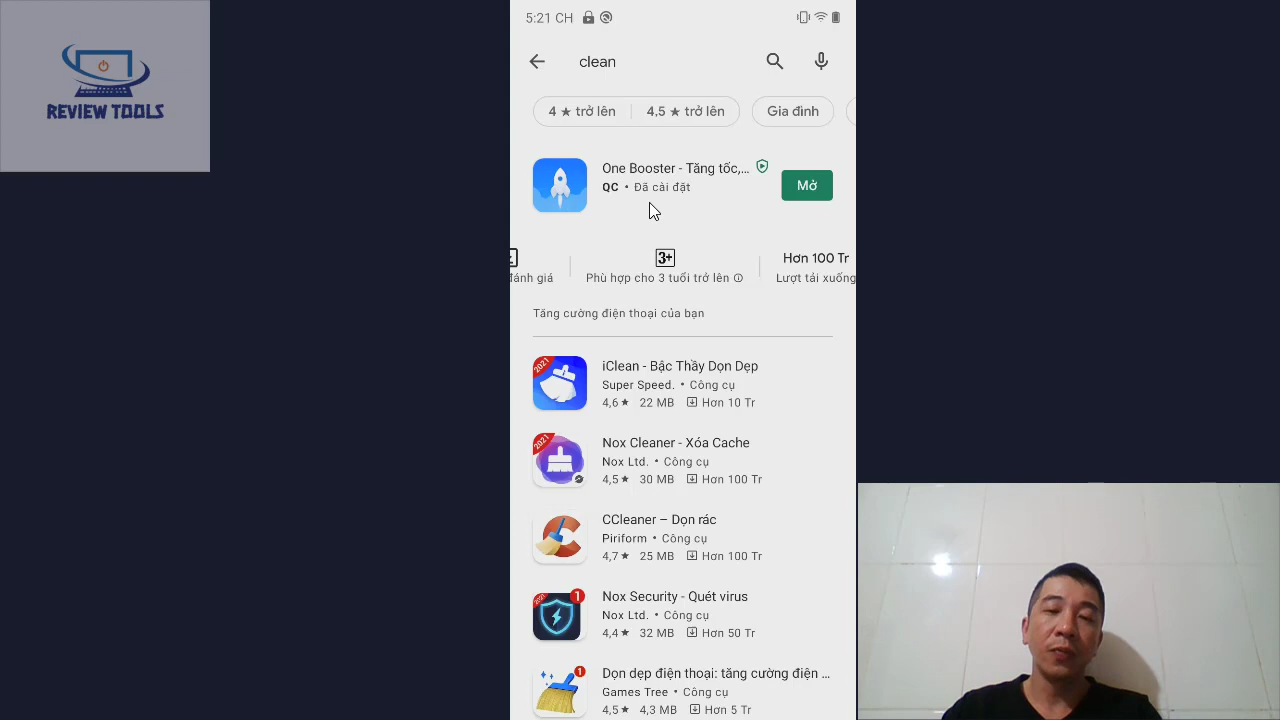 REVIEW TOOLS
5:21 CH
clean
4 ★ trở lên
4,5 ★ trở lên
Gia đình
One Booster - Tăng tốc,...
QC • Đã cài đặt
Mở
đánh giá
3+
Phù hợp cho 3 tuổi trở lên
Hơn 100 Tr
Lượt tải xuống
Tăng cường điện thoại của bạn
2021
iClean - Bậc Thầy Dọn Dẹp
Super Speed. • Công cụ
4,6 ★ 22 MB Hơn 10 Tr
2021
Nox Cleaner - Xóa Cache
Nox Ltd. • Công cụ
4,5 ★ 30 MB Hơn 100 Tr
CCleaner – Dọn rác
Piriform • Công cụ
4,7 ★ 25 MB Hơn 100 Tr
2021
1
Nox Security - Quét virus
Nox Ltd. • Công cụ
4,4 ★ 32 MB Hơn 50 Tr
1
Dọn dẹp điện thoại: tăng cường điện ...
Games Tree • Công cụ
4,5 ★ 4,3 MB Hơn 5 Tr